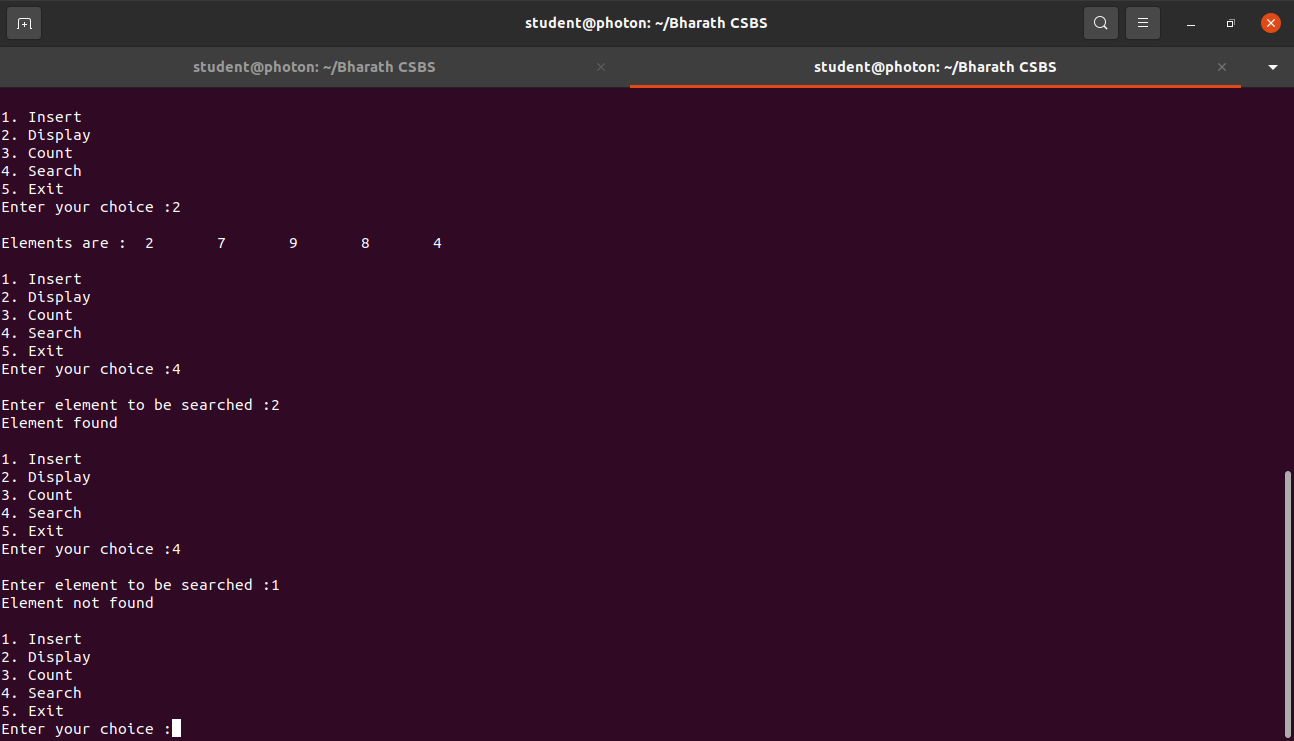 student@photon: ~/Bharath CSBS
student@photon: ~/Bharath CSBS
student@photon: ~/Bharath CSBS
1. Insert
2. Display
3. Count
4. Search
5. Exit
Enter your choice :2
Elements are :  2       7       9       8       4
1. Insert
2. Display
3. Count
4. Search
5. Exit
Enter your choice :4
Enter element to be searched :2
Element found
1. Insert
2. Display
3. Count
4. Search
5. Exit
Enter your choice :4
Enter element to be searched :1
Element not found
1. Insert
2. Display
3. Count
4. Search
5. Exit
Enter your choice :